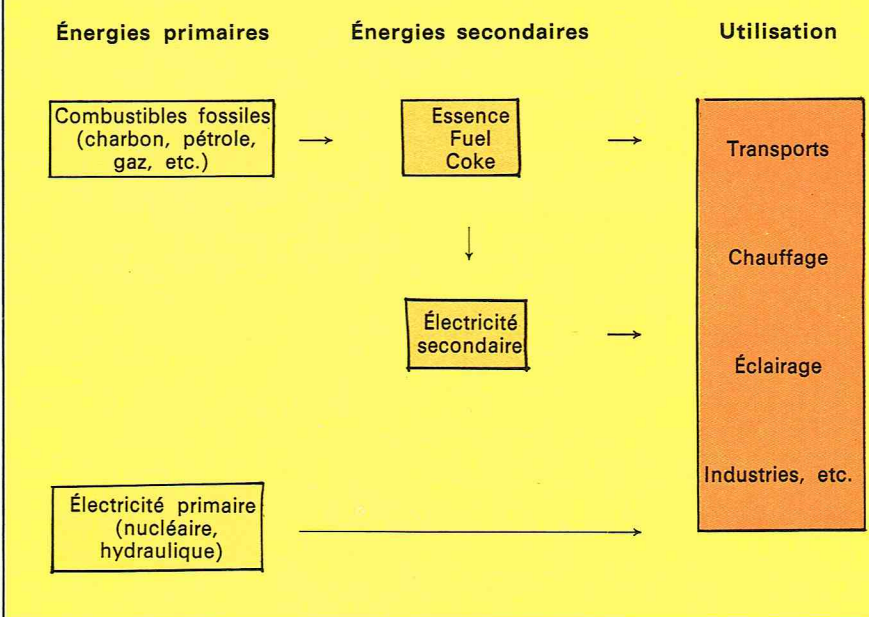 Énergies primaires
Énergies secondaires
Utilisation
Combustibles fossiles
(charbon, pétrole,
gaz, etc.)
Essence
Fuel
Coke
Électricité
secondaire
Électricité primaire
(nucléaire,
hydraulique)
Transports
Chauffage
Éclairage
Industries, etc.